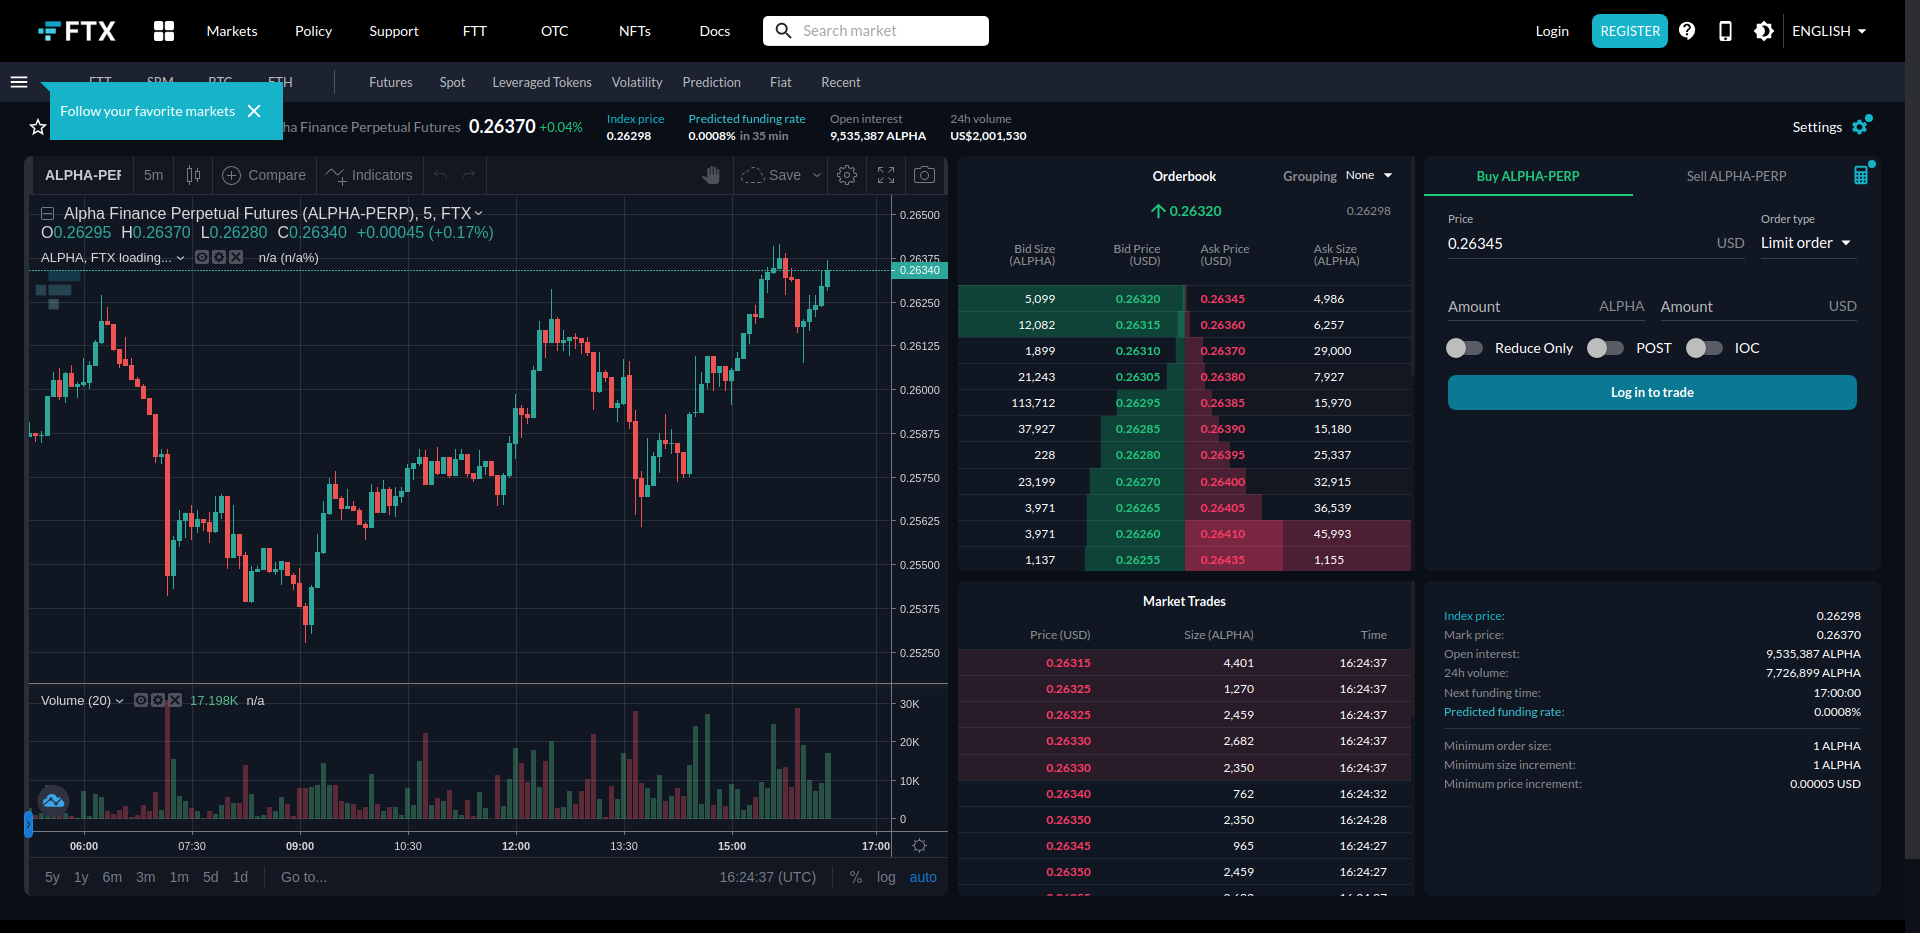 FTX
Markets
Policy
Support
FTT
OTC
NFTs
Docs
Search market
Login
REGISTER
ENGLISH
FTT
SRM
BTC
ETH
Futures
Spot
Leveraged Tokens
Volatility
Prediction
Fiat
Recent
Follow your favorite markets
Finance Perpetual Futures
0.26370
+0.04%
Index price
0.26298
Predicted funding rate
0.0008% in 35 min
Open interest
9,535,387 ALPHA
24h volume
US$2,001,530
Settings
ALPHA-PER
5m
Compare
Indicators
Save
Alpha Finance Perpetual Futures (ALPHA-PERP), 5, FTX
O0.26295 H0.26370 L0.26280 C0.26340 +0.00045 (+0.17%)
ALPHA, FTX loading...
n/a (n/a%)
0.26500
0.26375
0.26340
0.26250
0.26125
0.26000
0.25875
0.25750
0.25625
0.25500
0.25375
0.25250
Volume (20)
17.198K n/a
30K
20K
10K
0
06:00 07:30 09:00 10:30 12:00 13:30 15:00 17:00
5y 1y 6m 3m 1m 5d 1d Go to...
16:24:37 (UTC) % log auto
Orderbook
Grouping None
0.26320
0.26298
Bid Size Bid Price Ask Price Ask Size
(ALPHA) (USD) (USD) (ALPHA)
5,099 0.26320 0.26345 4,986
12,082 0.26315 0.26360 6,257
1,899 0.26310 0.26370 29,000
21,243 0.26305 0.26380 7,927
113,712 0.26295 0.26385 15,970
37,927 0.26285 0.26390 15,180
228 0.26280 0.26395 25,337
23,199 0.26270 0.26400 32,915
3,971 0.26265 0.26405 36,539
3,971 0.26260 0.26410 45,993
1,137 0.26255 0.26435 1,155
Market Trades
Price (USD) Size (ALPHA) Time
0.26315 4,401 16:24:37
0.26325 1,270 16:24:37
0.26325 2,459 16:24:37
0.26330 2,682 16:24:37
0.26330 2,350 16:24:37
0.26340 762 16:24:32
0.26350 2,350 16:24:28
0.26345 965 16:24:27
0.26350 2,459 16:24:27
Buy ALPHA-PERP
Sell ALPHA-PERP
Price
Order type
0.26345 USD
Limit order
Amount ALPHA
Amount USD
Reduce Only
POST
IOC
Log in to trade
Index price: 0.26298
Mark price: 0.26370
Open interest: 9,535,387 ALPHA
24h volume: 7,726,899 ALPHA
Next funding time: 17:00:00
Predicted funding rate: 0.0008%
Minimum order size: 1 ALPHA
Minimum size increment: 1 ALPHA
Minimum price increment: 0.00005 USD